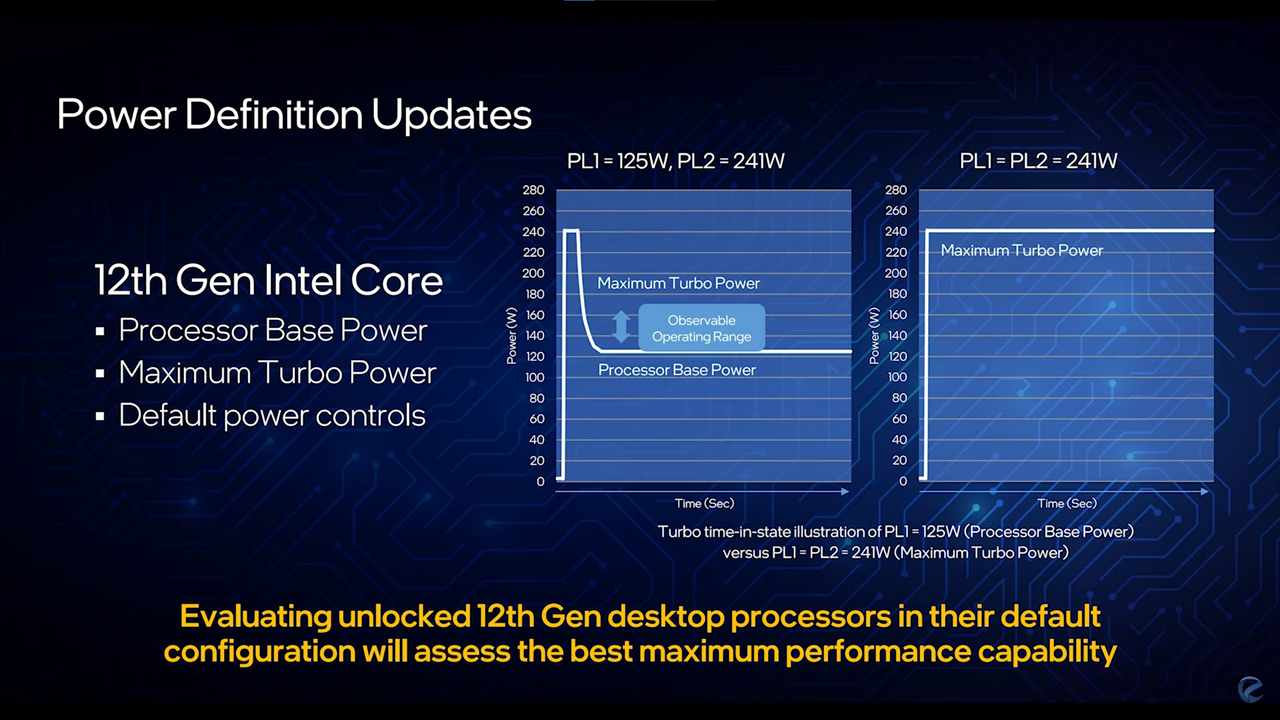 Power Definition Updates
12th Gen Intel Core
▪ Processor Base Power
▪ Maximum Turbo Power
▪ Default power controls
PL1 = 125W, PL2 = 241W
280
260
240
220
200
180
160
140
120
100
80
60
40
20
0
Power (W)
Maximum Turbo Power
Observable
Operating Range
Processor Base Power
Time (Sec)
PL1 = PL2 = 241W
280
260
240
220
200
180
160
140
120
100
80
60
40
20
0
Power (W)
Maximum Turbo Power
Time (Sec)
Turbo time-in-state illustration of PL1 = 125W (Processor Base Power)
versus PL1 = PL2 = 241W (Maximum Turbo Power)
Evaluating unlocked 12th Gen desktop processors in their default
configuration will assess the best maximum performance capability